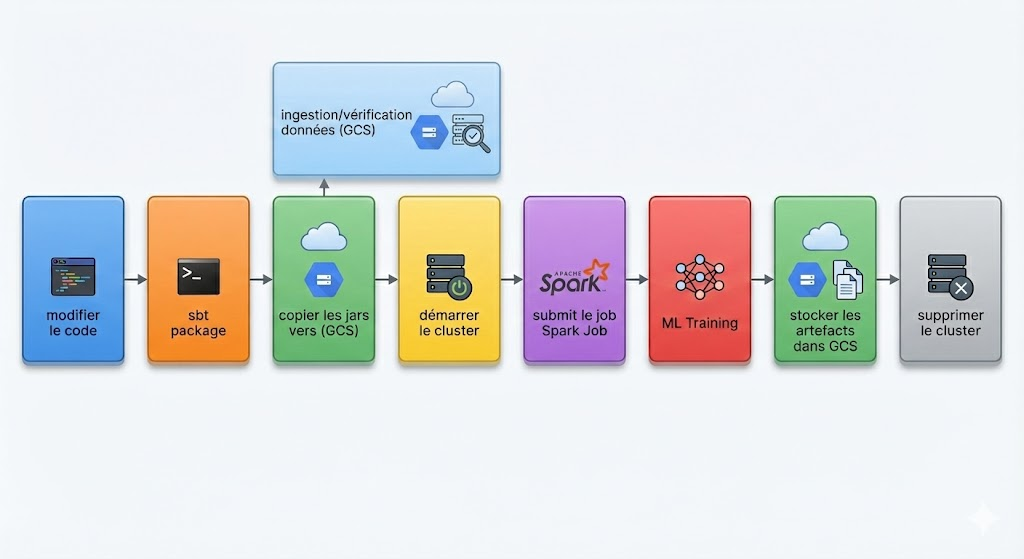 ingestion/vérification
données (GCS)
modifier
le code
>_
sbt
package
copier les jars
vers (GCS)
démarrer
le cluster
APACHE
Spark
submit le job
Spark Job
ML Training
stocker les
artefacts
dans GCS
supprimer
le cluster